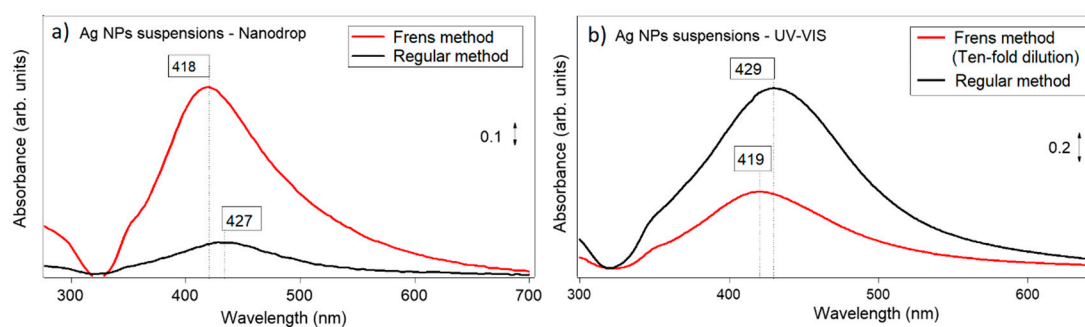 a) Ag NPs suspensions - Nanodrop
Frens method
Regular method
418
427
0.1
Absorbance (arb. units)
300 400 500 600 700
Wavelength (nm)
b) Ag NPs suspensions - UV-VIS
Frens method
(Ten-fold dilution)
Regular method
429
419
0.2
Absorbance (arb. units)
300 400 500 600
Wavelength (nm)